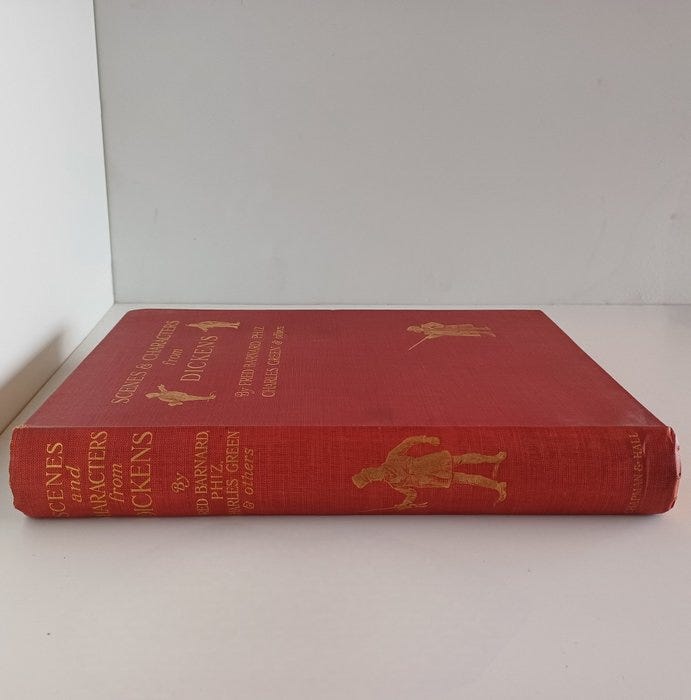 SCENES & CHARACTERS
from
DICKENS
By FRED BARNARD, PHIZ,
CHARLES GREEN & others
SCENES
and
CHARACTERS
from
DICKENS
By
FRED BARNARD,
PHIZ,
CHARLES GREEN
& others
CHAPMAN & HALL